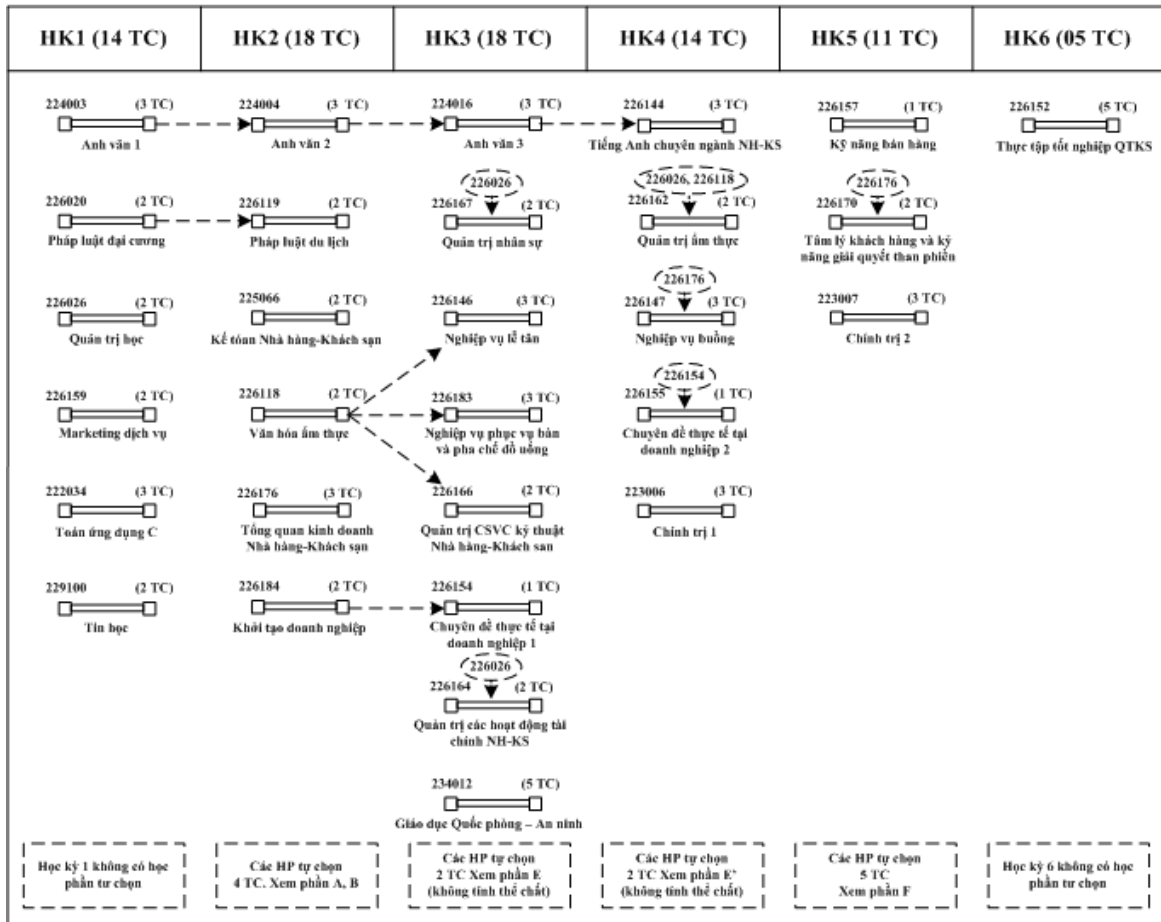 HK1 (14 TC)
HK2 (18 TC)
HK3 (18 TC)
HK4 (14 TC)
HK5 (11 TC)
HK6 (05 TC)
224003 (3 TC)
Anh văn 1
224004 (3 TC)
Anh văn 2
224016 (3 TC)
Anh văn 3
226144 (3 TC)
Tiếng Anh chuyên ngành NH-KS
226157 (1 TC)
Kỹ năng bán hàng
226152 (5 TC)
Thực tập tốt nghiệp QTKS
226020 (2 TC)
Pháp luật đại cương
226119 (2 TC)
Pháp luật du lịch
226026
226167 (2 TC)
Quản trị nhân sự
226026, 226118
226162 (2 TC)
Quản trị ẩm thực
226176
226170 (2 TC)
Tâm lý khách hàng và kỹ
năng giải quyết than phiền
226026 (2 TC)
Quản trị học
225066 (2 TC)
Kế tóan Nhà hàng-Khách sạn
226146 (3 TC)
Nghiệp vụ lễ tân
226176
226147 (3 TC)
Nghiệp vụ buồng
223007 (3 TC)
Chính trị 2
226159 (2 TC)
Marketing dịch vụ
226118 (2 TC)
Văn hóa ẩm thực
226183 (3 TC)
Nghiệp vụ phục vụ bàn
và pha chế đồ uống
226154
226155 (1 TC)
Chuyên đề thực tế tại
doanh nghiệp 2
222034 (3 TC)
Toán ứng dụng C
226176 (3 TC)
Tổng quan kinh doanh
Nhà hàng-Khách sạn
226166 (2 TC)
Quản trị CSVC kỹ thuật
Nhà hàng-Khách san
223006 (3 TC)
Chính trị 1
229100 (2 TC)
Tin học
226184 (2 TC)
Khởi tạo doanh nghiệp
226154 (1 TC)
Chuyên đề thực tế tại
doanh nghiệp 1
226026
226164 (2 TC)
Quản trị các hoạt động tài
chính NH-KS
234012 (5 TC)
Giáo dục Quốc phòng – An ninh
Học kỳ 1 không có học
phần tư chọn
Các HP tự chọn
4 TC. Xem phần A, B
Các HP tự chọn
2 TC Xem phần E
(không tính thể chất)
Các HP tự chọn
2 TC Xem phần E’
(không tính thể chất)
Các HP tự chọn
5 TC
Xem phần F
Học kỳ 6 không có học
phần tư chọn